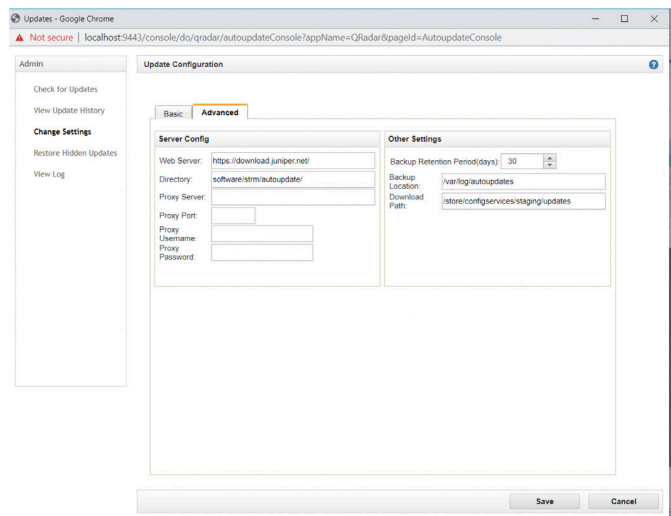 Updates - Google Chrome
Not secure | localhost:9443/console/do/qradar/autoupdateConsole?appName=QRadar&pageId=AutoupdateConsole
Admin
Check for Updates
View Update History
Change Settings
Restore Hidden Updates
View Log
Update Configuration
Basic
Advanced
Server Config
Web Server: https://download.juniper.net/
Directory: software/strm/autoupdate/
Proxy Server:
Proxy Port:
Proxy
Username:
Proxy
Password:
Other Settings
Backup Retention Period(days): 30
Backup
Location: /var/log/autoupdates
Download
Path: /store/configservices/staging/updates
Save
Cancel